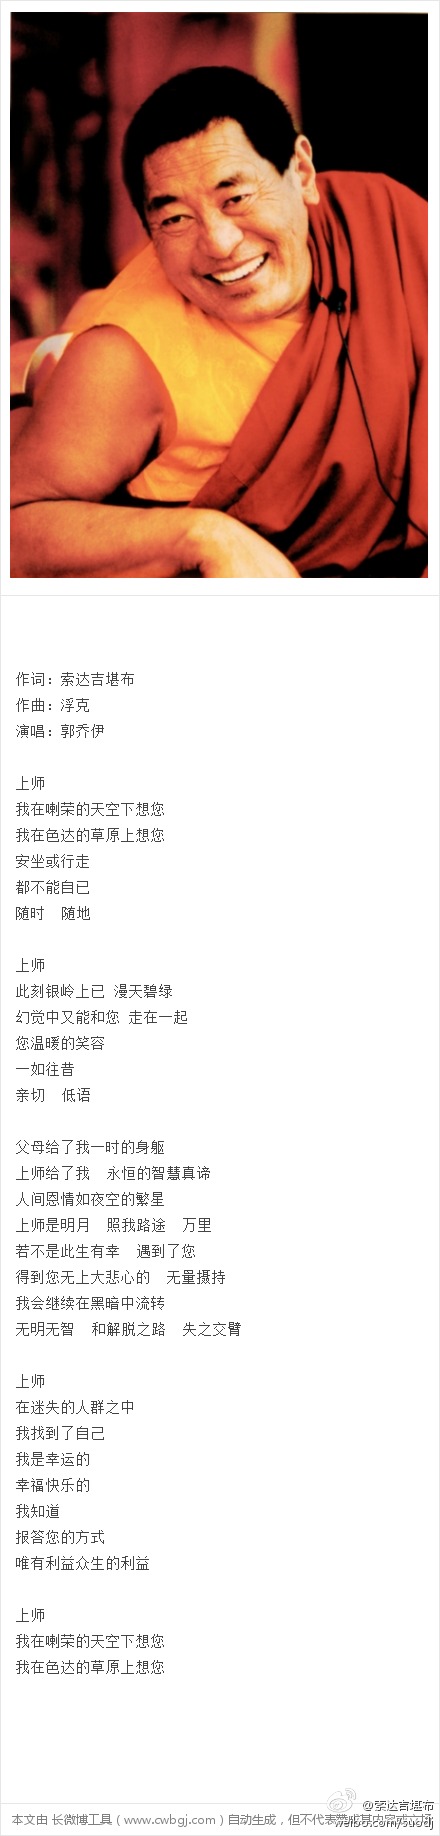 作词：索达吉堪布
作曲：浮克
演唱：郭乔伊
上师
我在喇荣的天空下想您
我在色达的草原上想您
安坐或行走
都不能自已
随时　随地
上师
此刻银岭上已 漫天碧绿
幻觉中又能和您 走在一起
您温暖的笑容
一如往昔
亲切　低语
父母给了我一时的身躯
上师给了我　永恒的智慧真谛
人间恩情如夜空的繁星
上师是明月　照我路途　万里
若不是此生有幸　遇到了您
得到您无上大悲心的　无量摄持
我会继续在黑暗中流转
无明无智　和解脱之路　失之交臂
上师
在迷失的人群之中
我找到了自己
我是幸运的
幸福快乐的
我知道
报答您的方式
唯有利益众生的利益
上师
我在喇荣的天空下想您
我在色达的草原上想您
@索达吉堪布
本文由 长微博工具（www.cwbgj.com）自动生成，但不代表赞成其内容或立场
weibo.com/suodj